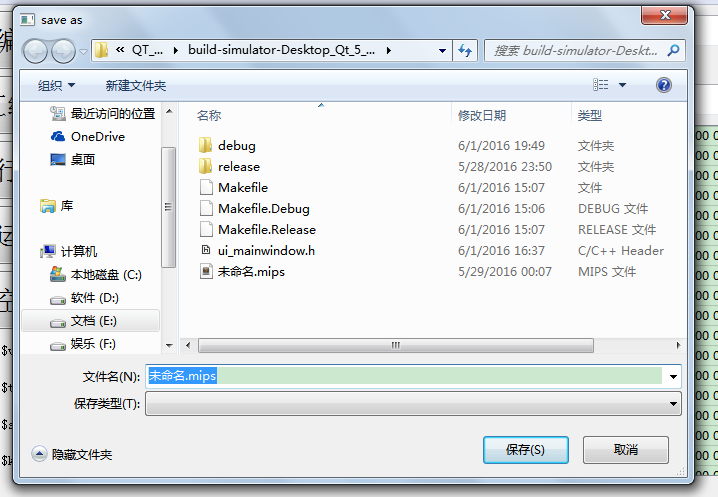 save as
« QT_... ▸ build-simulator-Desktop_Qt_5_... ▸
搜索 build-simulator-Deskt...
组织 新建文件夹
最近访问的位置
OneDrive
桌面
库
计算机
本地磁盘 (C:)
软件 (D:)
文档 (E:)
娱乐 (F:)
名称 修改日期 类型
debug 6/1/2016 19:49 文件夹
release 5/28/2016 23:50 文件夹
Makefile 6/1/2016 15:07 文件
Makefile.Debug 6/1/2016 15:06 DEBUG 文件
Makefile.Release 6/1/2016 15:07 RELEASE 文件
ui_mainwindow.h 6/1/2016 16:37 C/C++ Header
未命名.mips 5/29/2016 00:07 MIPS 文件
文件名(N): 未命名.mips
保存类型(T):
隐藏文件夹
保存(S) 取消